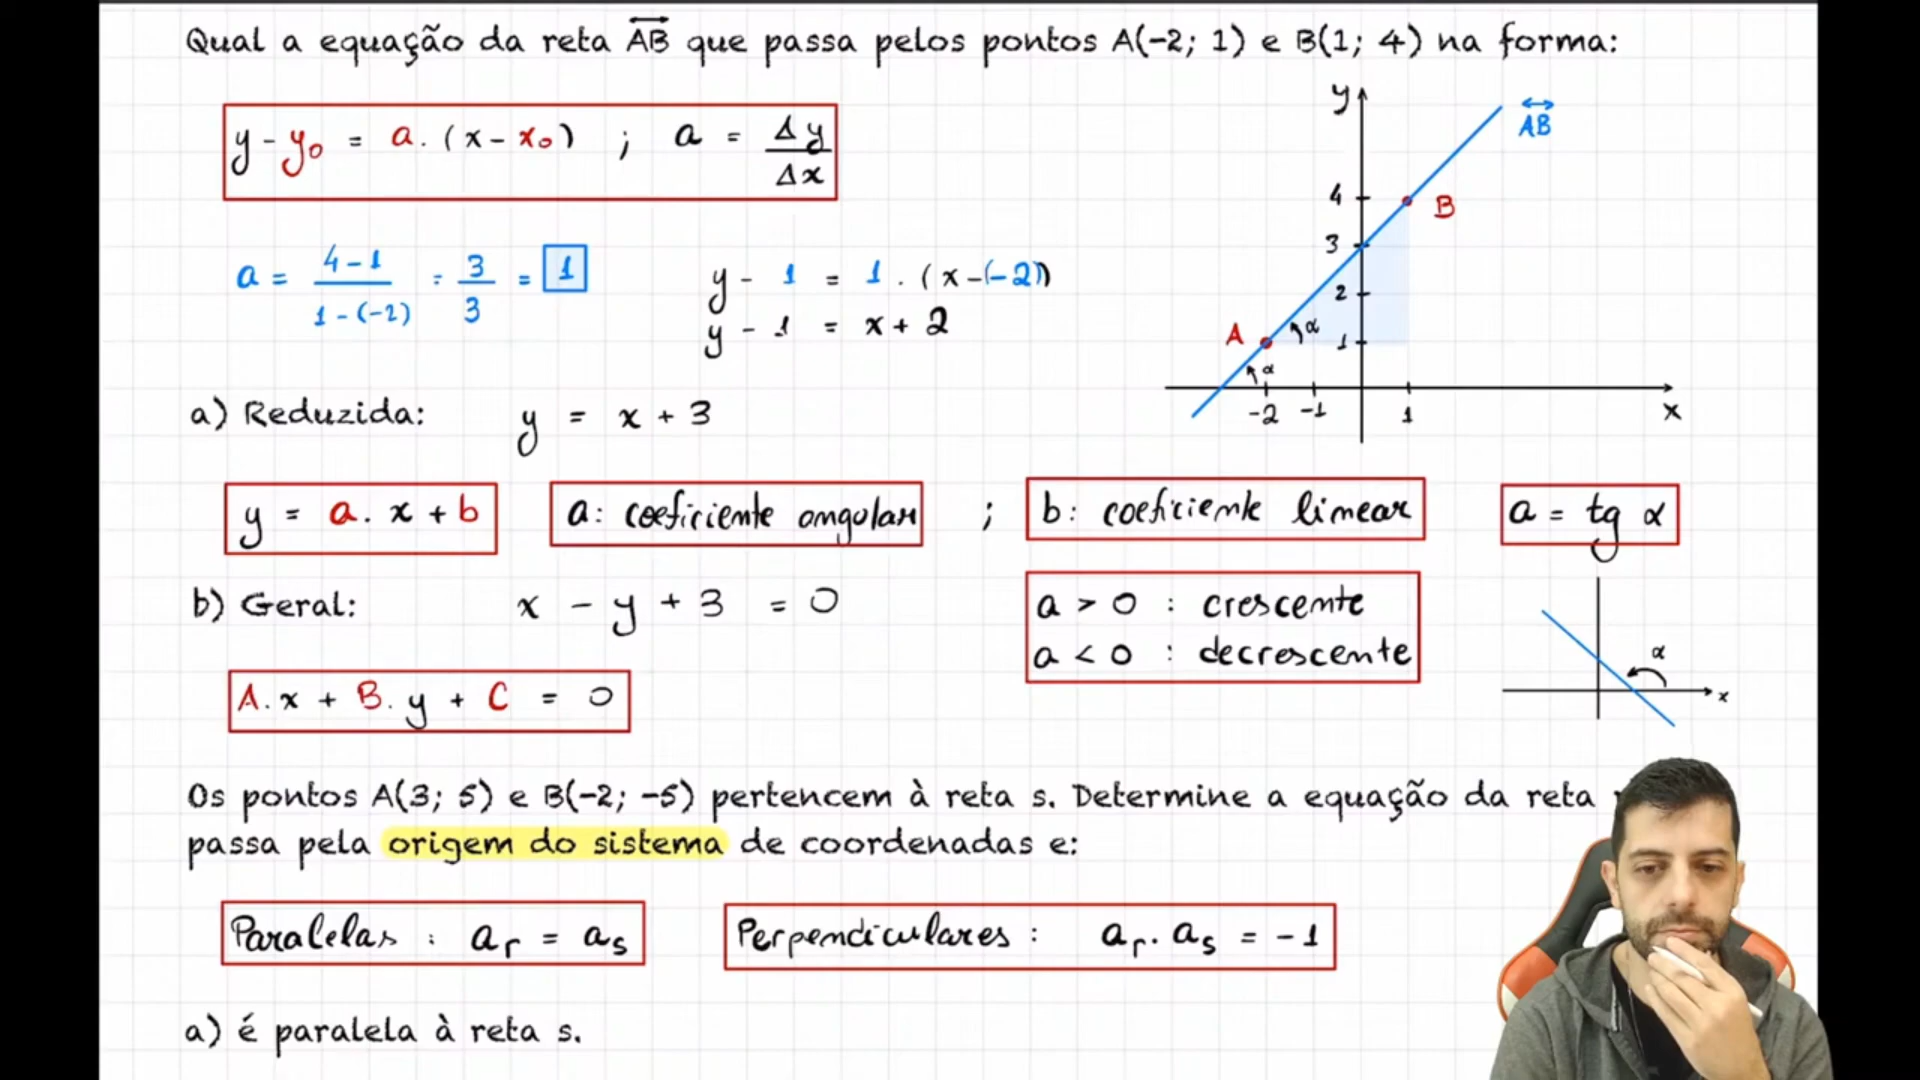 Qual a equação da reta AB que passa pelos pontos A(-2; 1) e B(1; 4) na forma:
y - y₀ = a. (x - x₀) ; a = Δy/Δx
a = (4-1)/(1-(-2)) = 3/3 = 1
y - 1 = 1 . (x-(-2))
y - 1 = x + 2
y
AB
4
B
3
2
α
A
1
α
-2 -1 1
x
a) Reduzida: y = x + 3
y = a. x + b
a: coeficiente angular ; b: coeficiente linear
a = tg α
b) Geral: x - y + 3 = 0
a > 0 : crescente
a < 0 : decrescente
α
x
A. x + B. y + C = 0
Os pontos A(3; 5) e B(-2; -5) pertencem à reta s. Determine a equação da reta
passa pela origem do sistema de coordenadas e:
Paralelas : aᵣ = aₛ
Perpendiculares : aᵣ. aₛ = -1
a) é paralela à reta s.